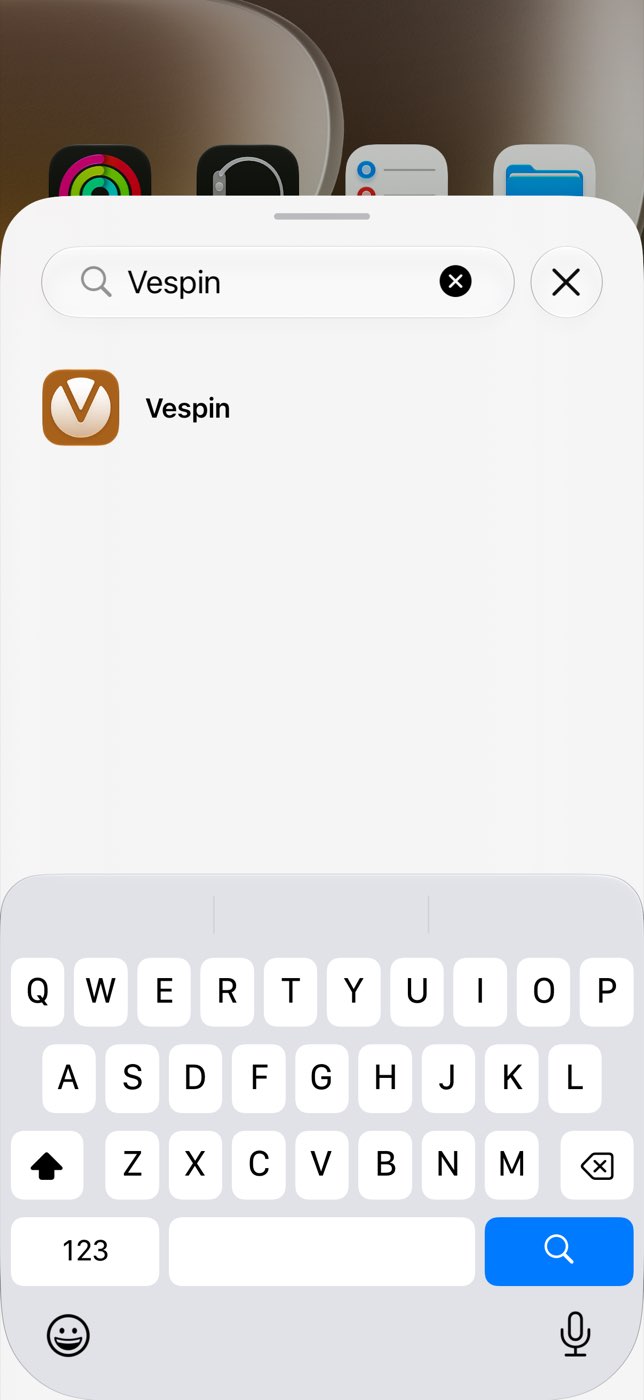 Vespin
Vespin
Q W E R T Y U I O P
A S D F G H J K L
Z X C V B N M
123